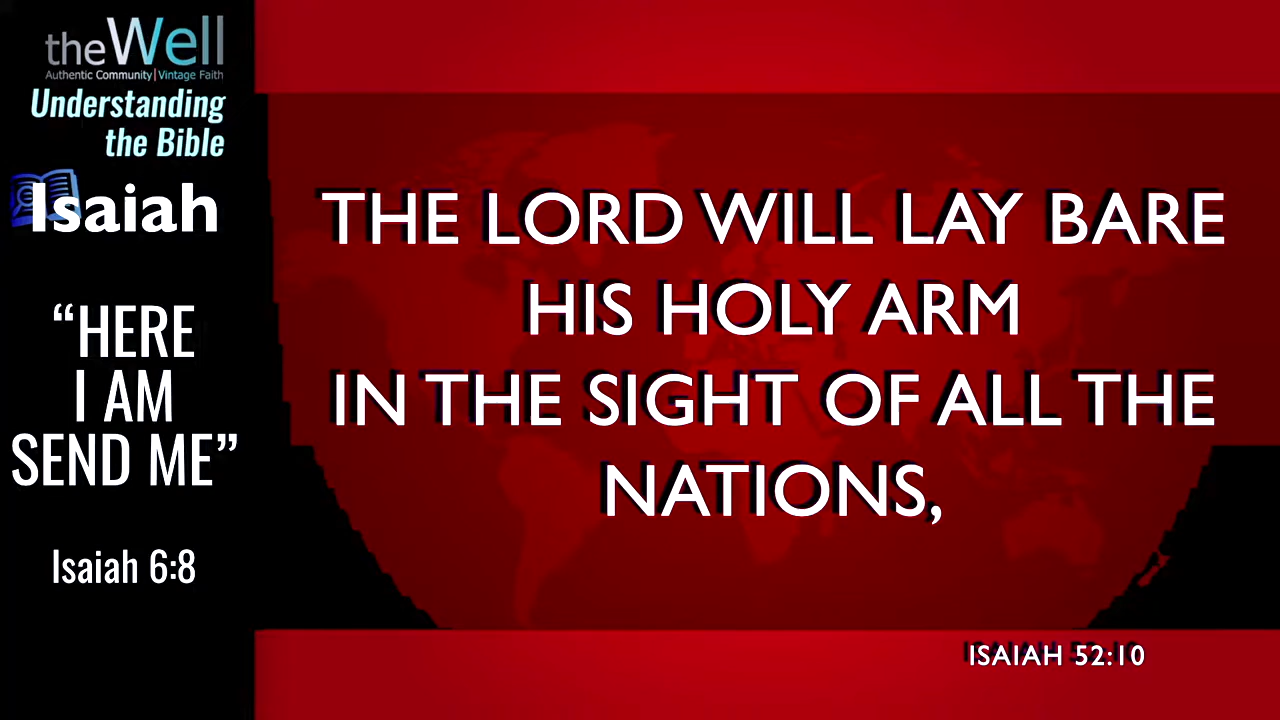 theWell
Authentic Community|Vintage Faith
Understanding
the Bible
Isaiah
“HERE
I AM
SEND ME”
Isaiah 6:8
THE LORD WILL LAY BARE
HIS HOLY ARM
IN THE SIGHT OF ALL THE
NATIONS,
ISAIAH 52:10